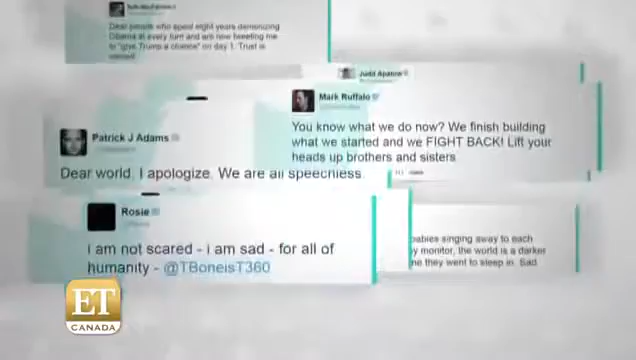 Dear people who spent eight years demonizing
Obama at every turn and are now tweeting me
to "give Trump a chance" on day 1. Trust is
earned.
Judd Apatow
Mark Ruffalo
You know what we do now? We finish building
what we started and we FIGHT BACK! Lift your
heads up brothers and sisters
Patrick J Adams
Dear world. I apologize. We are all speechless.
Rosie
i am not scared - i am sad - for all of
humanity - @TBoneisT360
babies singing away to each
y monitor, the world is a darker
they went to sleep in. Sad
ET
CANADA